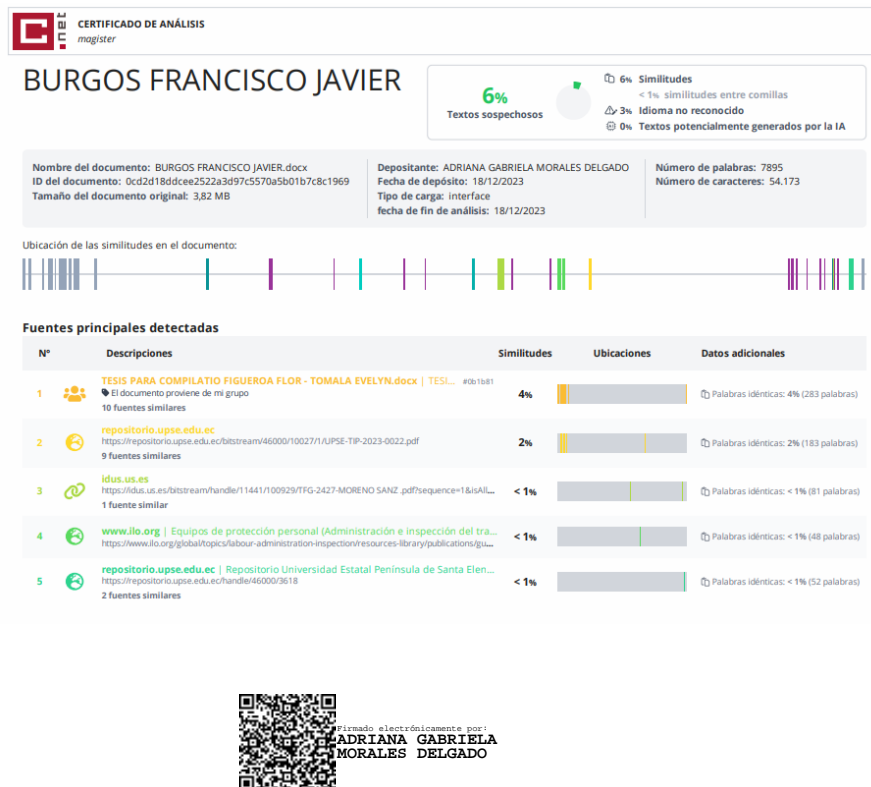 C.net
CERTIFICADO DE ANÁLISIS
magister
BURGOS FRANCISCO JAVIER
6%
Textos sospechosos
6% Similitudes
< 1% similitudes entre comillas
3% Idioma no reconocido
0% Textos potencialmente generados por la IA
Nombre del documento: BURGOS FRANCISCO JAVIER.docx
ID del documento: 0cd2d18ddcee2522a3d97c5570a5b01b7c8c1969
Tamaño del documento original: 3,82 MB
Depositante: ADRIANA GABRIELA MORALES DELGADO
Fecha de depósito: 18/12/2023
Tipo de carga: interface
fecha de fin de análisis: 18/12/2023
Número de palabras: 7895
Número de caracteres: 54.173
Ubicación de las similitudes en el documento:
Fuentes principales detectadas
Nº Descripciones Similitudes Ubicaciones Datos adicionales
1 TESIS PARA COMPILATIO FIGUEROA FLOR - TOMALA EVELYN.docx | TESI... #0b1b81
El documento proviene de mi grupo
10 fuentes similares
4% Palabras idénticas: 4% (283 palabras)
2 repositorio.upse.edu.ec
https://repositorio.upse.edu.ec/bitstream/46000/10027/1/UPSE-TIP-2023-0022.pdf
9 fuentes similares
2% Palabras idénticas: 2% (183 palabras)
3 idus.us.es
https://idus.us.es/bitstream/handle/11441/100929/TFG-2427-MORENO SANZ .pdf?sequence=1&isAll...
1 fuente similar
< 1% Palabras idénticas: < 1% (81 palabras)
4 www.ilo.org | Equipos de protección personal (Administración e inspección del tra...
https://www.ilo.org/global/topics/labour-administration-inspection/resources-library/publications/gu...
< 1% Palabras idénticas: < 1% (48 palabras)
5 repositorio.upse.edu.ec | Repositorio Universidad Estatal Península de Santa Elen...
https://repositorio.upse.edu.ec/handle/46000/3618
2 fuentes similares
< 1% Palabras idénticas: < 1% (52 palabras)
Firmado electrónicamente por:
ADRIANA GABRIELA
MORALES DELGADO